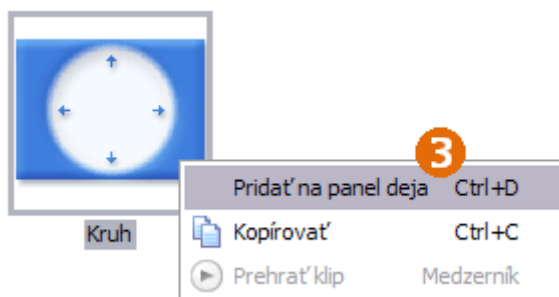 3
Pridať na panel deja Ctrl+D
Kruh
Kopírovať Ctrl+C
Prehrať klip Medzerník